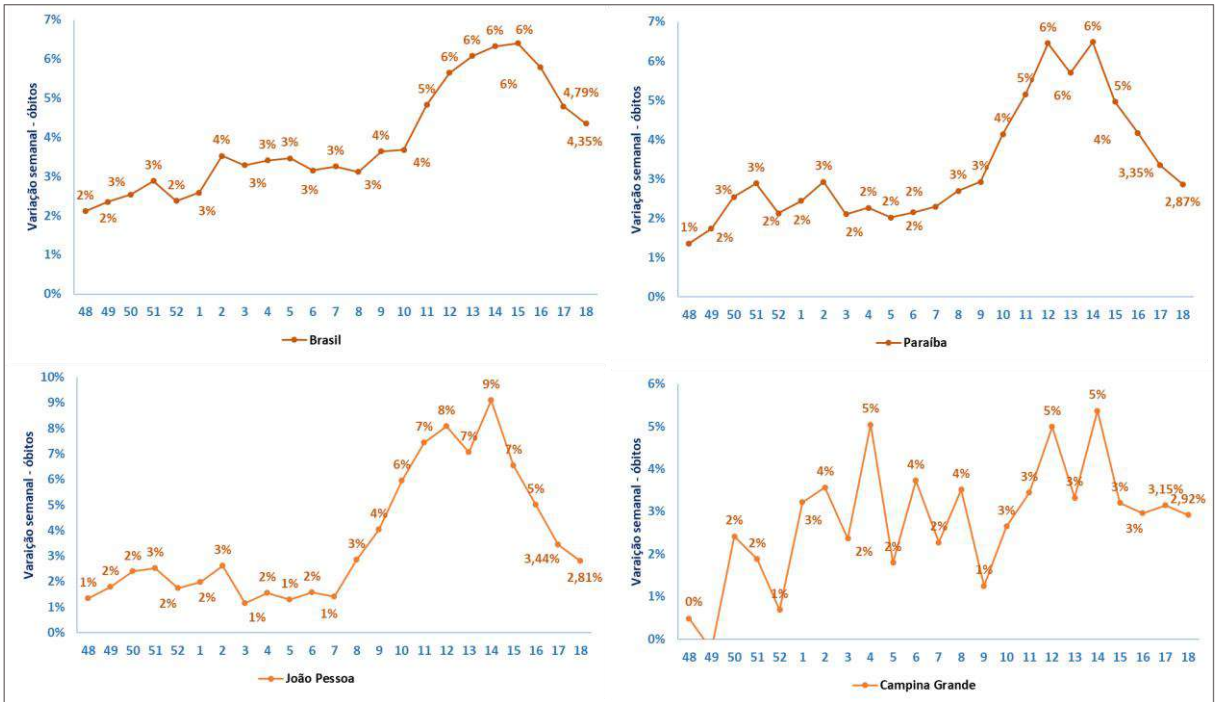 Variação semanal - óbitos
7%
6%
5%
4%
3%
2%
1%
0%
2% 2% 3% 3% 2% 3% 4% 3% 3% 3% 3% 3% 3% 4% 4% 5% 6% 6% 6% 6% 6% 4,79% 4,35%
48 49 50 51 52 1 2 3 4 5 6 7 8 9 10 11 12 13 14 15 16 17 18
Brasil
Variação semanal - óbitos
7%
6%
5%
4%
3%
2%
1%
0%
1% 2% 3% 3% 2% 2% 3% 2% 2% 2% 2% 2% 3% 3% 4% 5% 6% 6% 6% 5% 4% 3,35% 2,87%
48 49 50 51 52 1 2 3 4 5 6 7 8 9 10 11 12 13 14 15 16 17 18
Paraíba
Varaição semanal - óbitos
10%
9%
8%
7%
6%
5%
4%
3%
2%
1%
0%
1% 2% 2% 3% 2% 2% 3% 1% 2% 1% 2% 1% 3% 4% 6% 7% 8% 7% 9% 7% 5% 3,44% 2,81%
48 49 50 51 52 1 2 3 4 5 6 7 8 9 10 11 12 13 14 15 16 17 18
João Pessoa
Varaição semanal - óbitos
6%
5%
4%
3%
2%
1%
0%
0% 2% 2% 1% 3% 4% 2% 5% 2% 4% 2% 4% 1% 3% 3% 5% 3% 5% 3% 3% 3,15% 2,92%
48 49 50 51 52 1 2 3 4 5 6 7 8 9 10 11 12 13 14 15 16 17 18
Campina Grande